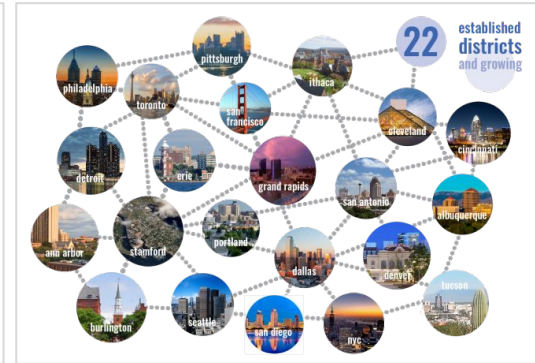 pittsburgh
22
established
districts
and growing
philadelphia
toronto
ithaca
san
francisco
cleveland
cincinnati
detroit
erie
grand rapids
san antonio
albuquerque
ann arbor
stamford
portland
dallas
denver
tucson
burlington
seattle
san diego
nyc